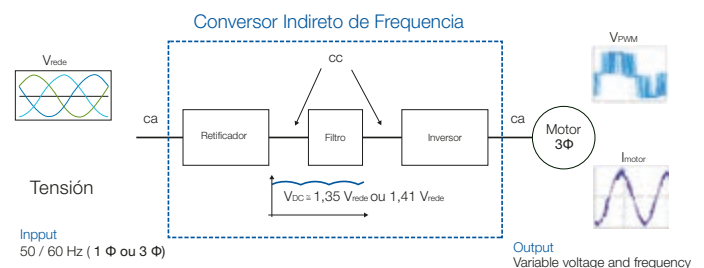 Conversor Indireto de Frequencia
Vrede
cc
VPWM
ca
Retificador
Filtro
Inversor
ca
Motor
3Φ
Imotor
VDC ≅ 1,35 Vrede ou 1,41 Vrede
Tensión
Inpput
50 / 60 Hz ( 1 Φ ou 3 Φ)
Output
Variable voltage and frequency